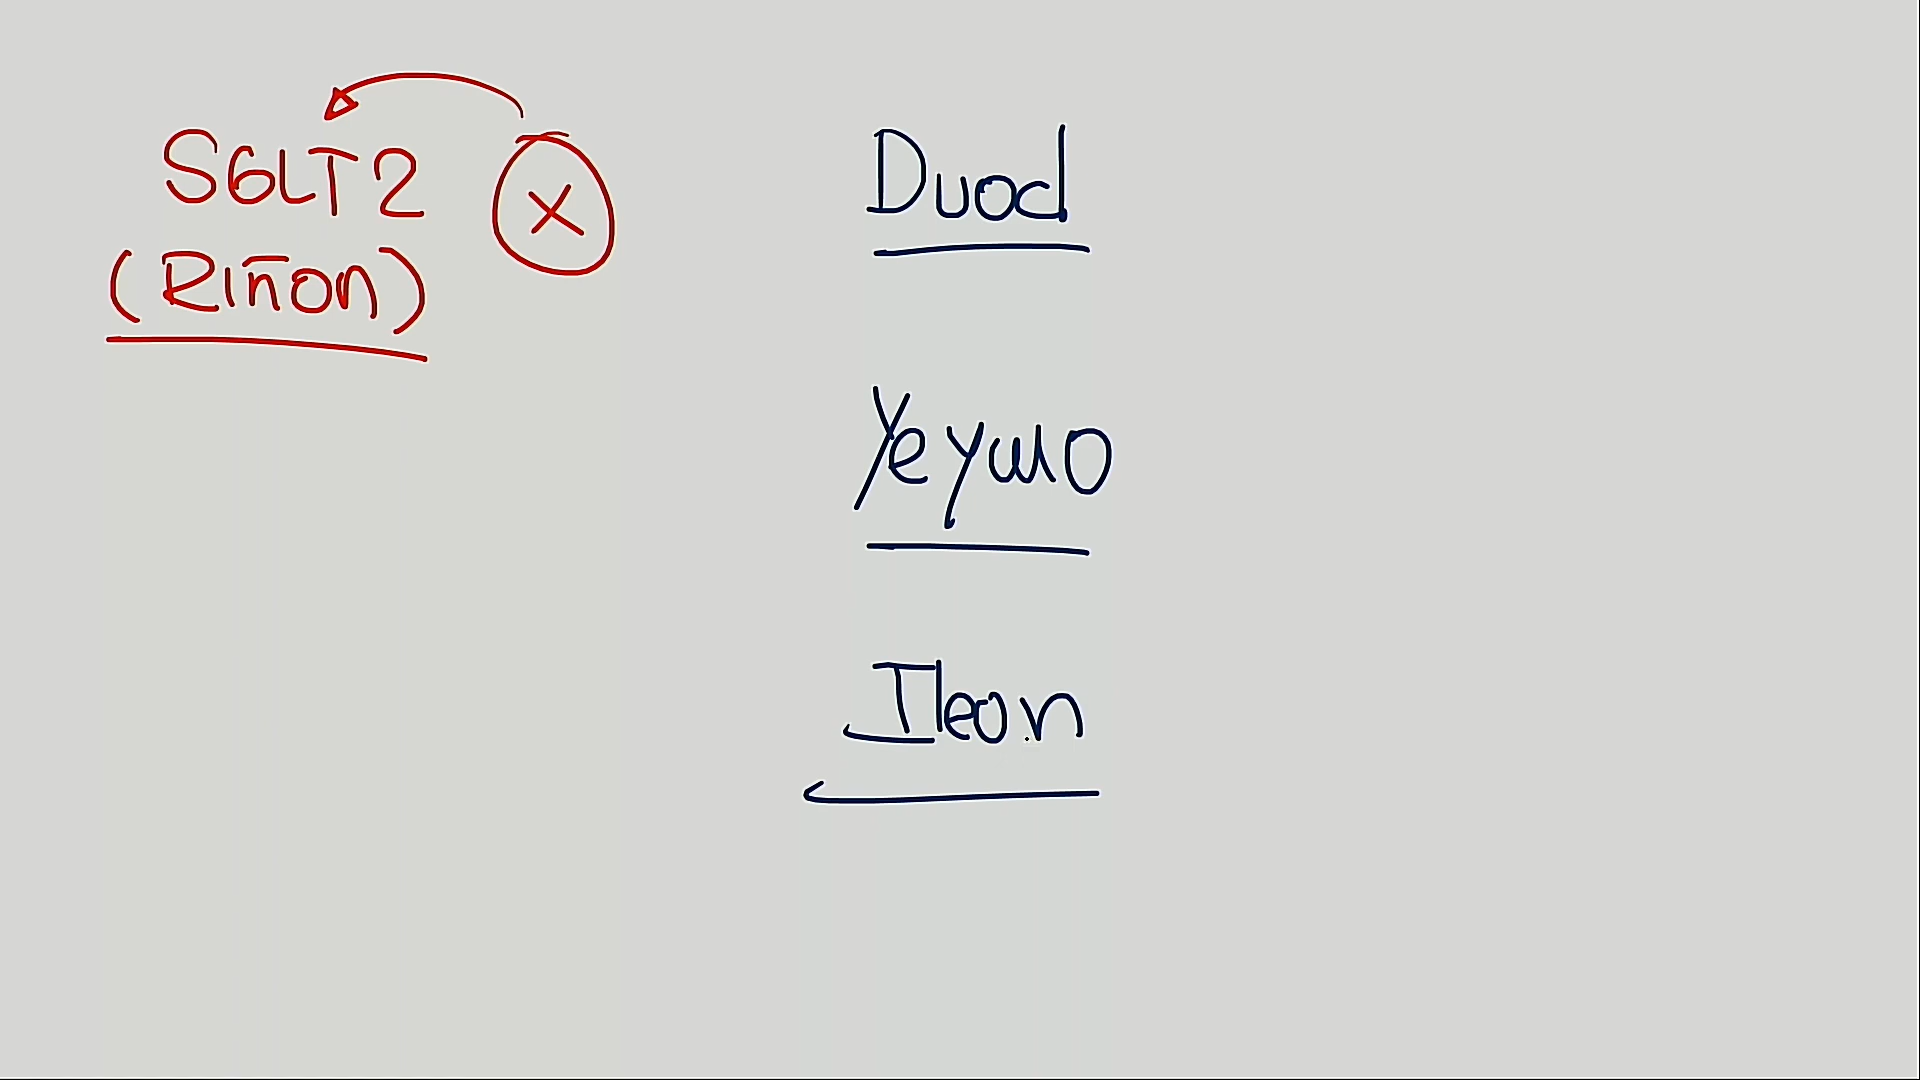 SGLT2
(Riñon)
X
Duod
Yeyuno
Ileon